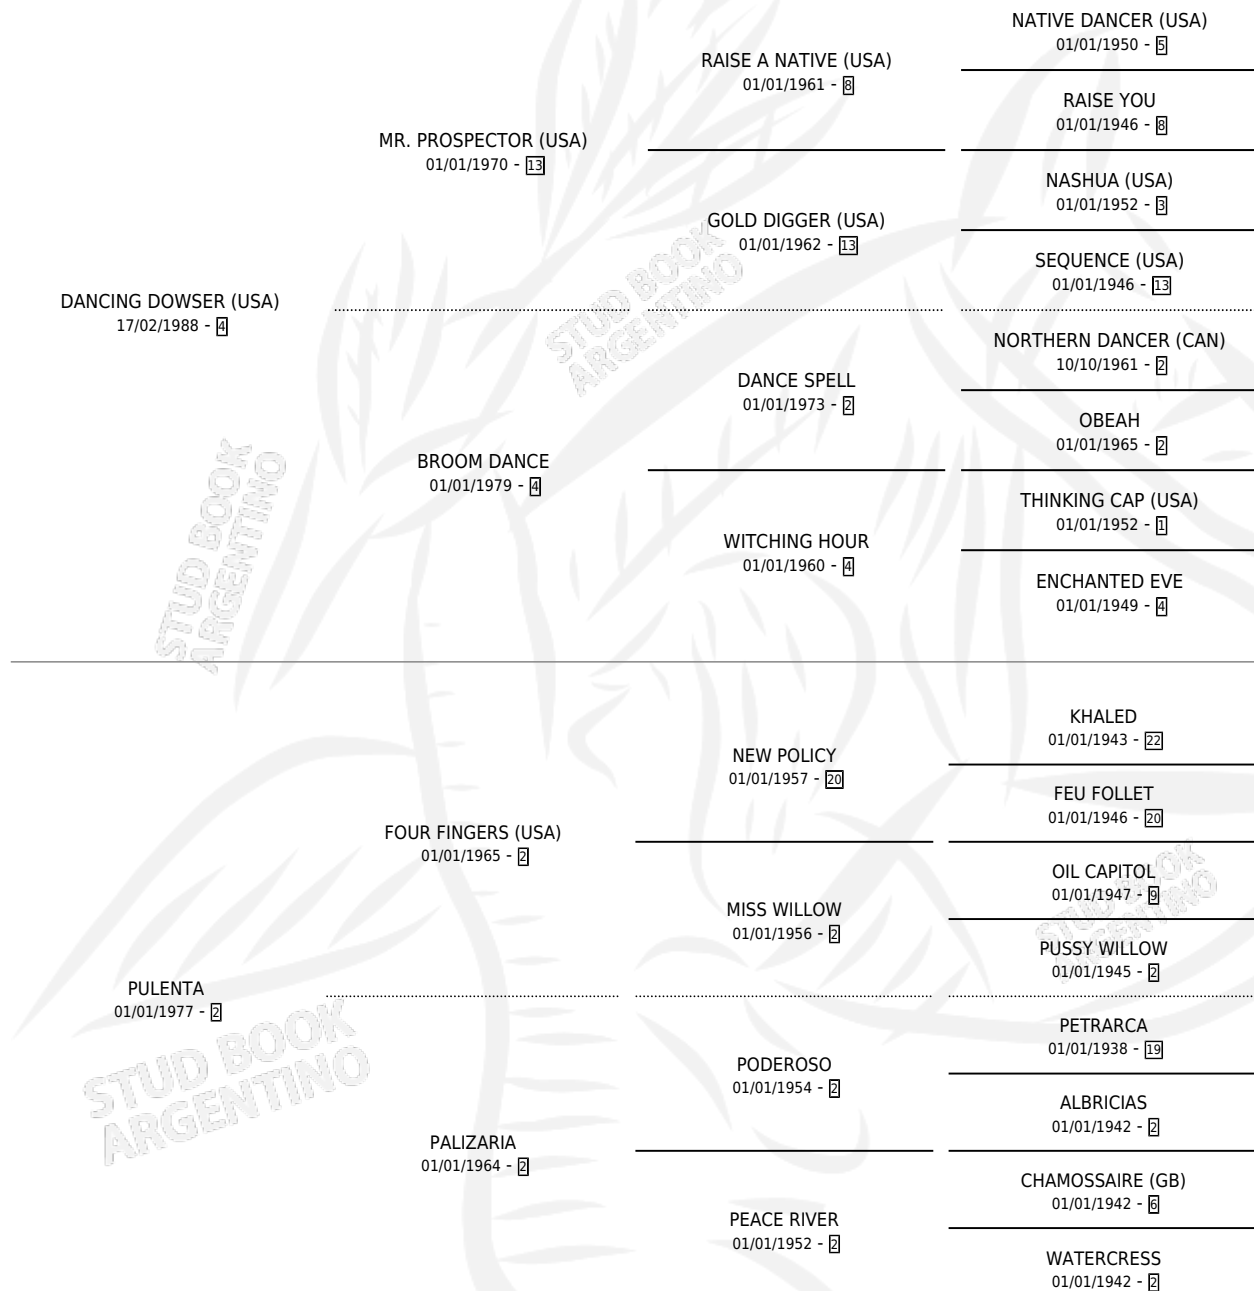 NATIVE DANCER (USA)
01/01/1950 - 5
RAISE A NATIVE (USA)
01/01/1961 - 8
RAISE YOU
01/01/1946 - 8
MR. PROSPECTOR (USA)
01/01/1970 - 13
NASHUA (USA)
01/01/1952 - 3
GOLD DIGGER (USA)
01/01/1962 - 13
SEQUENCE (USA)
01/01/1946 - 13
DANCING DOWSER (USA)
17/02/1988 - 4
NORTHERN DANCER (CAN)
10/10/1961 - 2
DANCE SPELL
01/01/1973 - 2
OBEAH
01/01/1965 - 2
BROOM DANCE
01/01/1979 - 4
THINKING CAP (USA)
01/01/1952 - 1
WITCHING HOUR
01/01/1960 - 4
ENCHANTED EVE
01/01/1949 - 4
KHALED
01/01/1943 - 22
NEW POLICY
01/01/1957 - 20
FEU FOLLET
01/01/1946 - 20
FOUR FINGERS (USA)
01/01/1965 - 2
OIL CAPITOL
01/01/1947 - 9
MISS WILLOW
01/01/1956 - 2
PUSSY WILLOW
01/01/1945 - 2
PULENTA
01/01/1977 - 2
PETRARCA
01/01/1938 - 19
PODEROSO
01/01/1954 - 2
ALBRICIAS
01/01/1942 - 2
PALIZARIA
01/01/1964 - 2
CHAMOSSAIRE (GB)
01/01/1942 - 6
PEACE RIVER
01/01/1952 - 2
WATERCRESS
01/01/1942 - 2
STUD BOOK
ARGENTINO
STUD BOOK
ARGENTINO
STUD BOOK
ARGENTINO
STUD BOOK
ARGENTINO